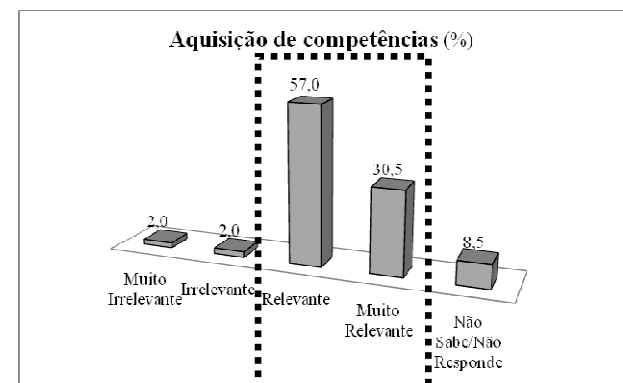 Aquisição de competências (%)
57,0
30,5
2,0
2,0
8,5
Muito
Irrelevante
Irrelevante
Relevante
Muito
Relevante
Não
Sabe/Não
Responde